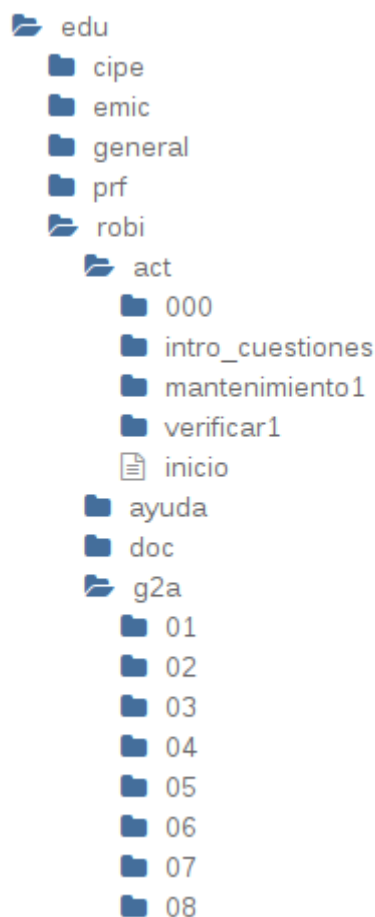 edu
cipe
emic
general
prf
robi
act
000
intro_cuestiones
mantenimiento1
verificar1
inicio
ayuda
doc
g2a
01
02
03
04
05
06
07
08